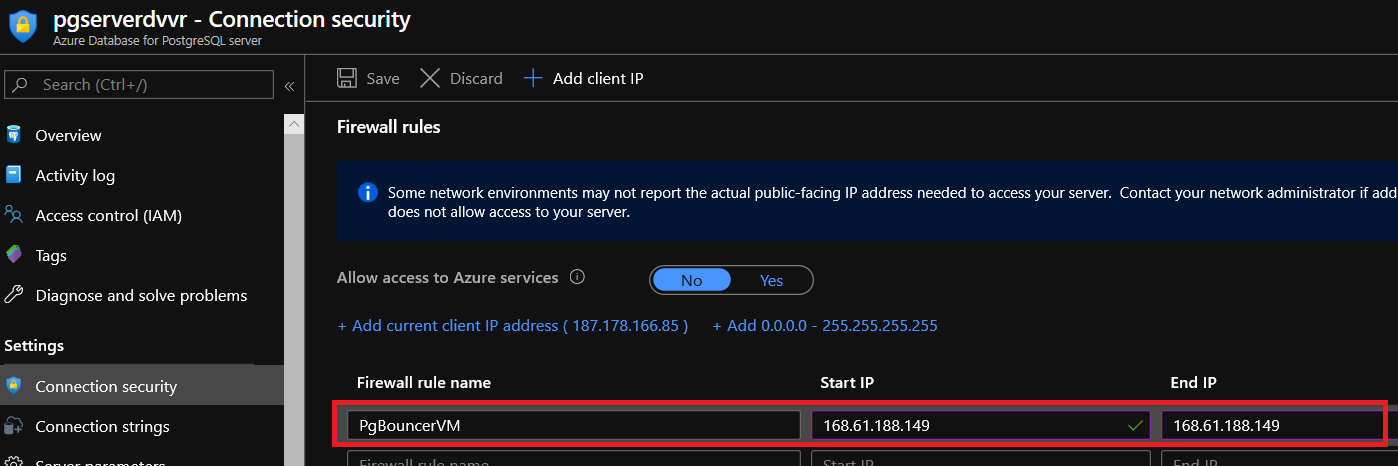 pgserverdvvr - Connection security
Azure Database for PostgreSQL server
Search (Ctrl+/)
«
Overview
Activity log
Access control (IAM)
Tags
Diagnose and solve problems
Settings
Connection security
Connection strings
Server parameters
Save
Discard
Add client IP
Firewall rules
Some network environments may not report the actual public-facing IP address needed to access your server. Contact your network administrator if add
does not allow access to your server.
Allow access to Azure services
No
Yes
+ Add current client IP address ( 187.178.166.85 )
+ Add 0.0.0.0 - 255.255.255.255
Firewall rule name
Start IP
End IP
PgBouncerVM
168.61.188.149
168.61.188.149
Firewall rule name
Start IP
End IP